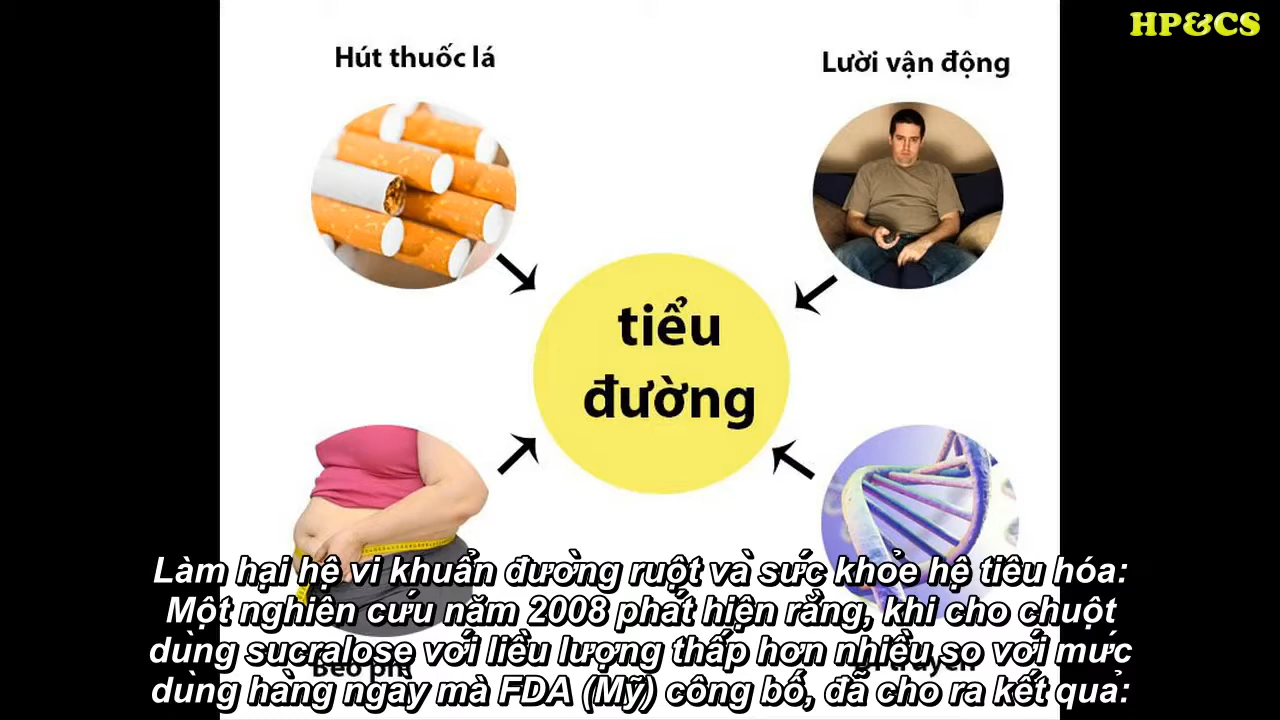 HP&CS
Hút thuốc lá
Lười vận động
tiểu
đường
Làm hại hệ vi khuẩn đường ruột và sức khỏe hệ tiêu hóa:
Một nghiên cứu năm 2008 phát hiện rằng, khi cho chuột
dùng sucralose với liều lượng thấp hơn nhiều so với mức
dùng hàng ngay mà FDA (Mỹ) công bố, đã cho ra kết quả:
Béo phì